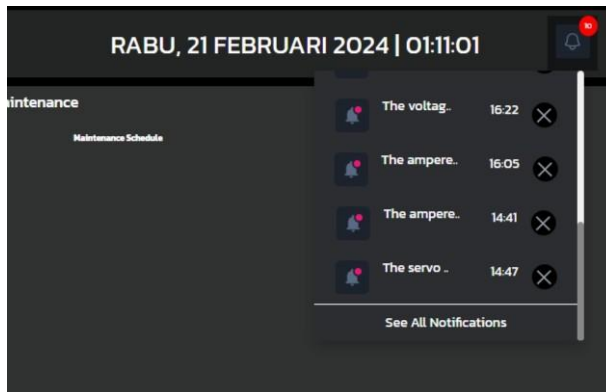 RABU, 21 FEBRUARI 2024 | 01:11:01
10
aintenance
Maintenance Schedule
The voltag.. 16:22
The ampere.. 16:05
The ampere.. 14:41
The servo .. 14:47
See All Notifications